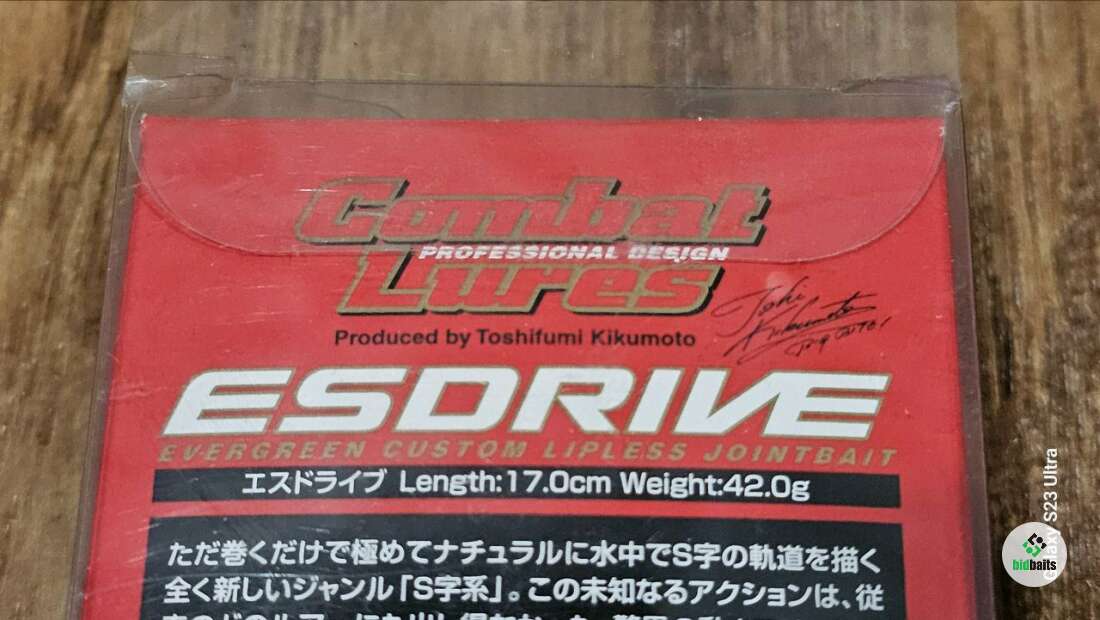 Combat
PROFESSIONAL DESIGN
Lures
Produced by Toshifumi Kikumoto
Toshi
Kikumoto
ESDRIVE
EVERGREEN CUSTOM LIPLESS JOINTBAIT
エスドライブ Length:17.0cm Weight:42.0g
ただ巻くだけで極めてナチュラルに水中でS字の軌道を描く
全く新しいジャンル「S字系」。この未知なるアクションは、従
Galaxy S23 Ultra
bidbaits